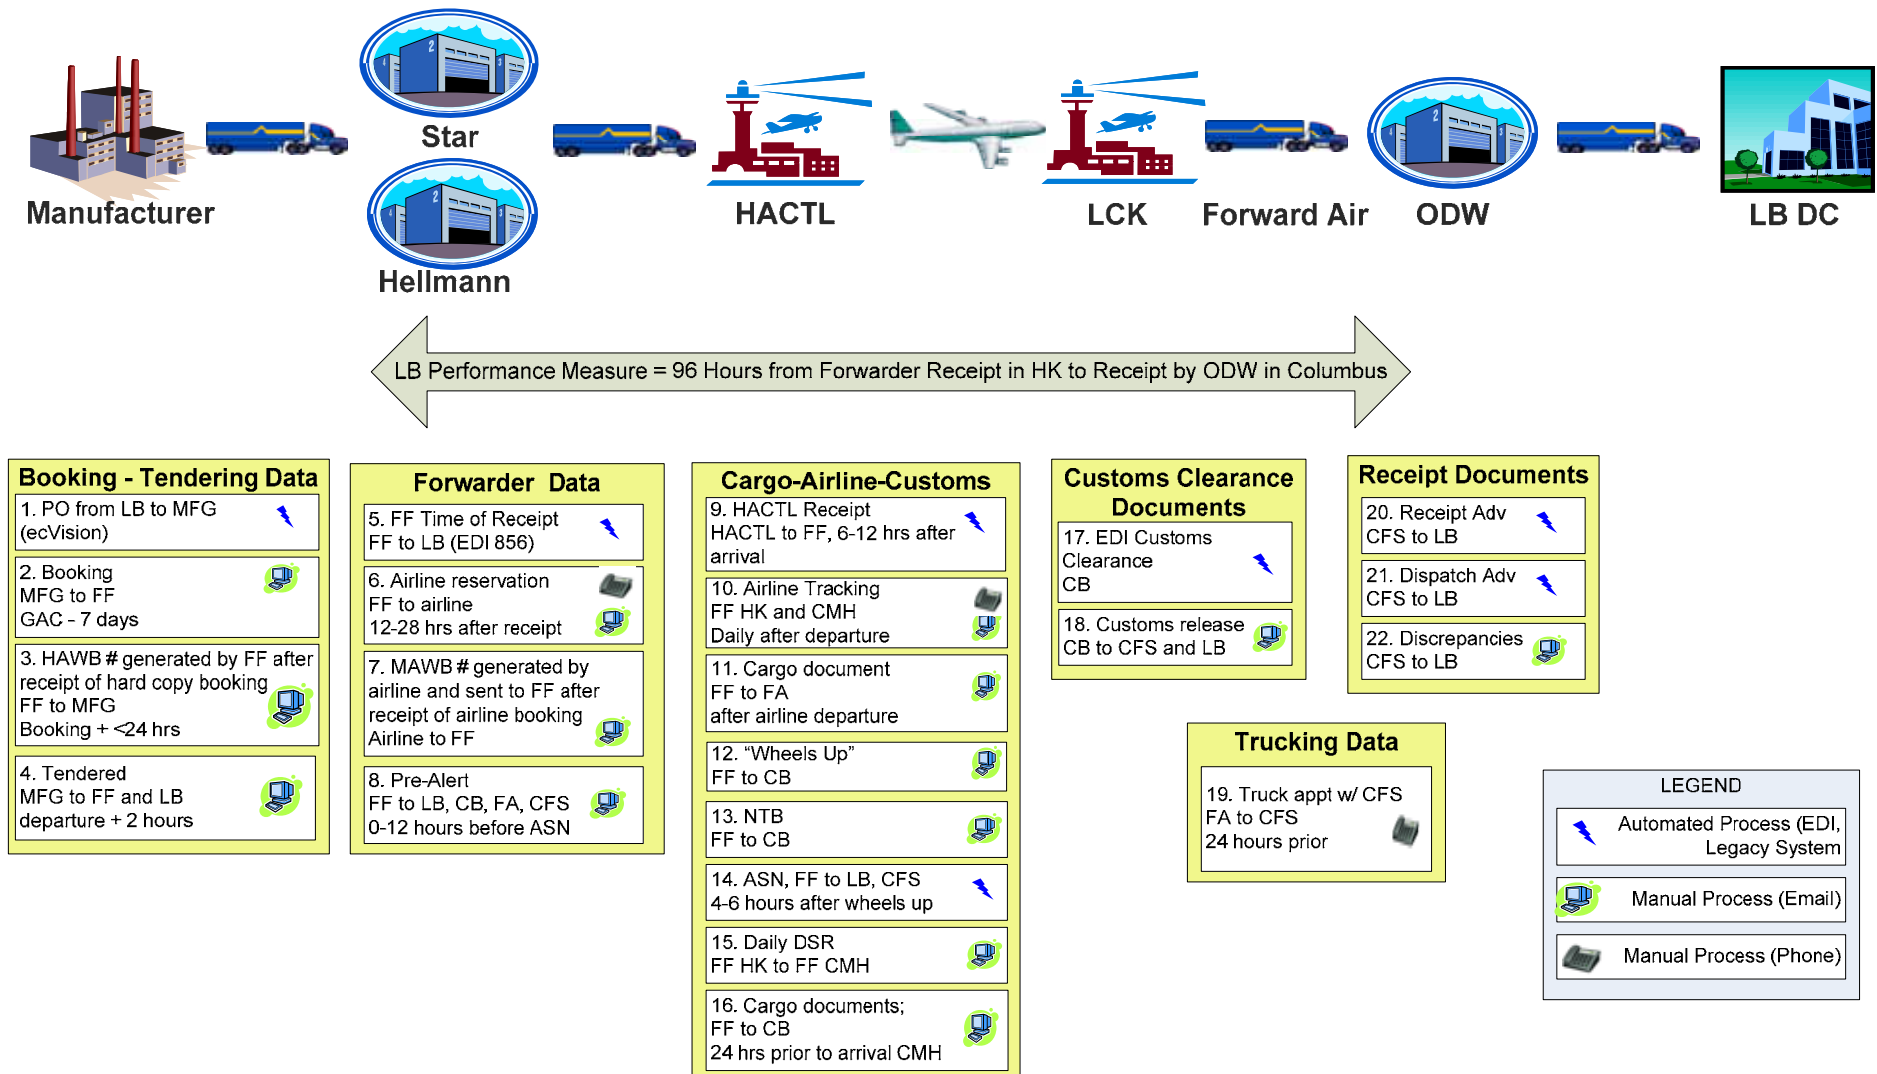 Manufacturer
Star
Hellmann
HACTL
LCK
Forward Air
ODW
LB DC
LB Performance Measure = 96 Hours from Forwarder Receipt in HK to Receipt by ODW in Columbus
Booking - Tendering Data
1. PO from LB to MFG
(ecVision)
2. Booking
MFG to FF
GAC - 7 days
3. HAWB # generated by FF after
receipt of hard copy booking
FF to MFG
Booking + <24 hrs
4. Tendered
MFG to FF and LB
departure + 2 hours
Forwarder Data
5. FF Time of Receipt
FF to LB (EDI 856)
6. Airline reservation
FF to airline
12-28 hrs after receipt
7. MAWB # generated by
airline and sent to FF after
receipt of airline booking
Airline to FF
8. Pre-Alert
FF to LB, CB, FA, CFS
0-12 hours before ASN
Cargo-Airline-Customs
9. HACTL Receipt
HACTL to FF, 6-12 hrs after
arrival
10. Airline Tracking
FF HK and CMH
Daily after departure
11. Cargo document
FF to FA
after airline departure
12. “Wheels Up”
FF to CB
13. NTB
FF to CB
14. ASN, FF to LB, CFS
4-6 hours after wheels up
15. Daily DSR
FF HK to FF CMH
16. Cargo documents;
FF to CB
24 hrs prior to arrival CMH
Customs Clearance
Documents
17. EDI Customs
Clearance
CB
18. Customs release
CB to CFS and LB
Trucking Data
19. Truck appt w/ CFS
FA to CFS
24 hours prior
Receipt Documents
20. Receipt Adv
CFS to LB
21. Dispatch Adv
CFS to LB
22. Discrepancies
CFS to LB
LEGEND
Automated Process (EDI,
Legacy System
Manual Process (Email)
Manual Process (Phone)